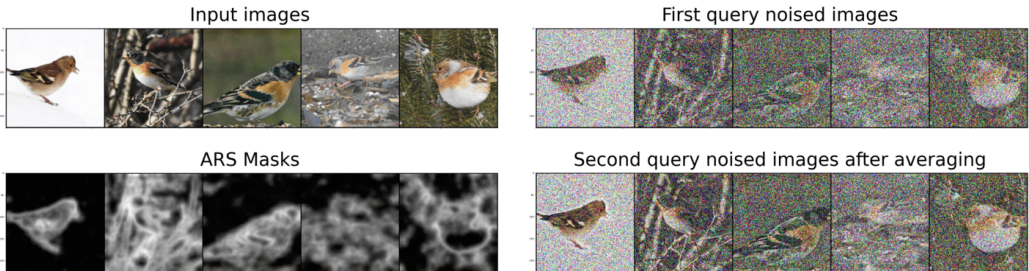 Input images
First query noised images
ARS Masks
Second query noised images after averaging